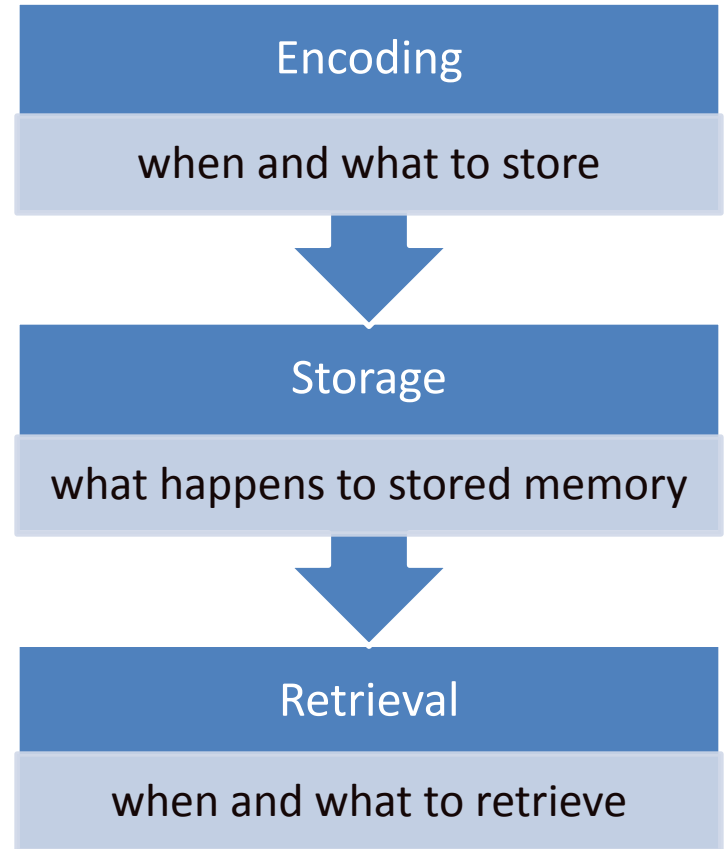 Encoding
when and what to store
Storage
what happens to stored memory
Retrieval
when and what to retrieve